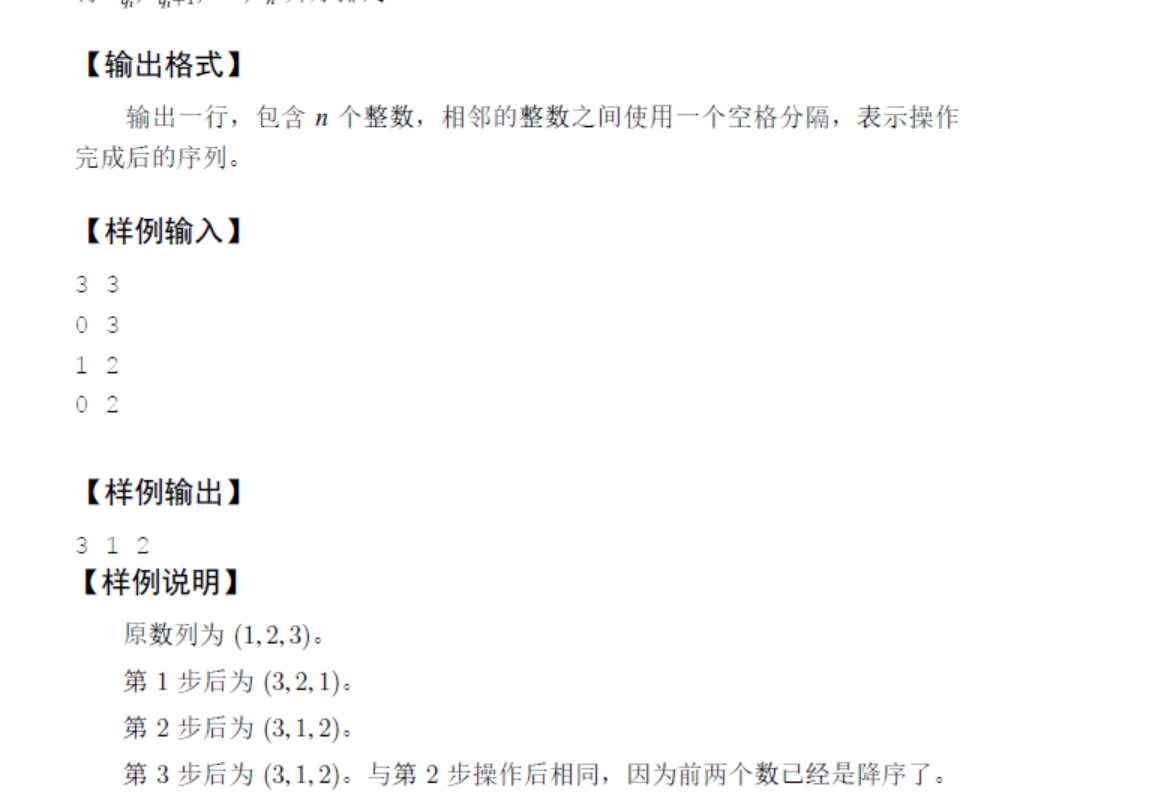 【输出格式】
输出一行，包含 n 个整数，相邻的整数之间使用一个空格分隔，表示操作
完成后的序列。
【样例输入】
3 3
0 3
1 2
0 2
【样例输出】
3 1 2
【样例说明】
原数列为 (1,2,3)。
第 1 步后为 (3,2,1)。
第 2 步后为 (3,1,2)。
第 3 步后为 (3,1,2)。与第 2 步操作后相同，因为前两个数已经是降序了。